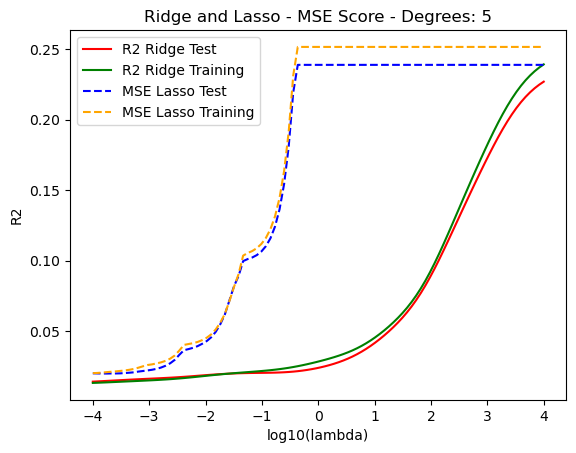 Ridge and Lasso - MSE Score - Degrees: 5
R2 Ridge Test
R2 Ridge Training
MSE Lasso Test
MSE Lasso Training
0.25
0.20
0.15
0.10
0.05
R2
−4 −3 −2 −1 0 1 2 3 4
log10(lambda)